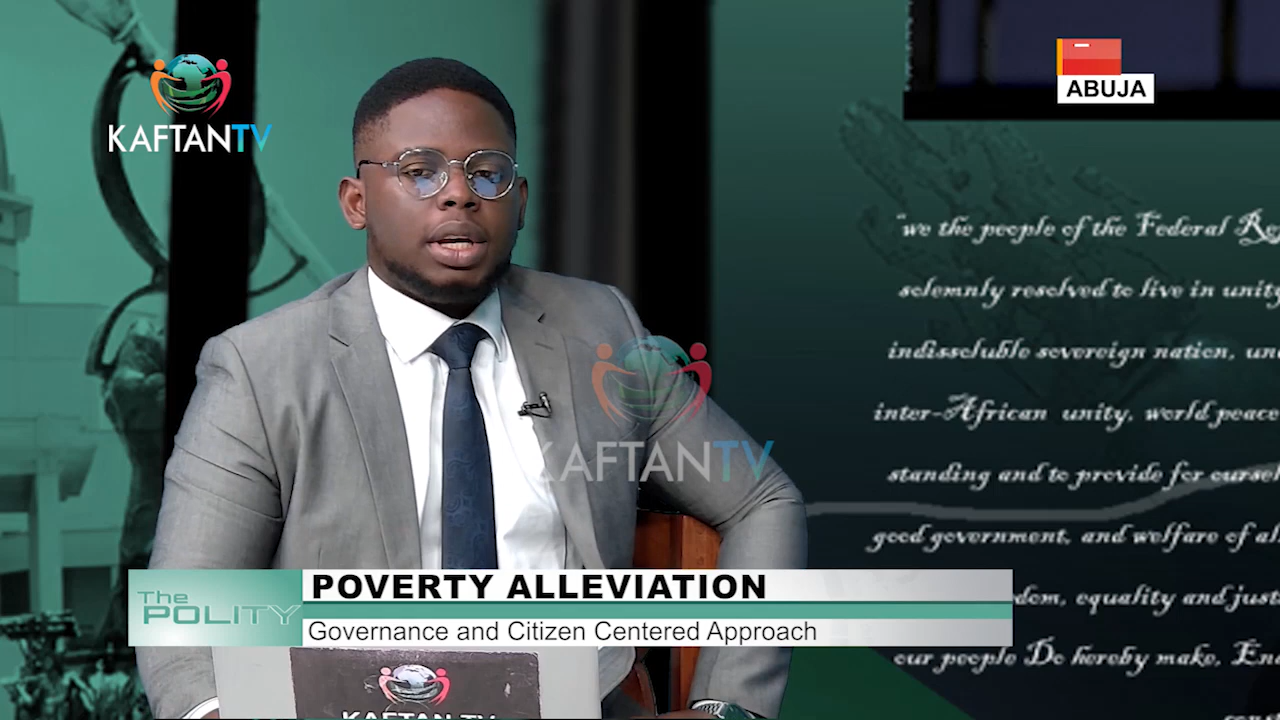 KAFTANTV
ABUJA
"we the people of the Federal
solemnly resolved to live in unity
indissoluble sovereign nation,
inter-African unity, world peace
standing and to provide for
good government, and welfare of
equality and
our people Do hereby make,
KAFTANTV
The
POLITY
POVERTY ALLEVIATION
Governance and Citizen Centered Approach
KAFTAN TV